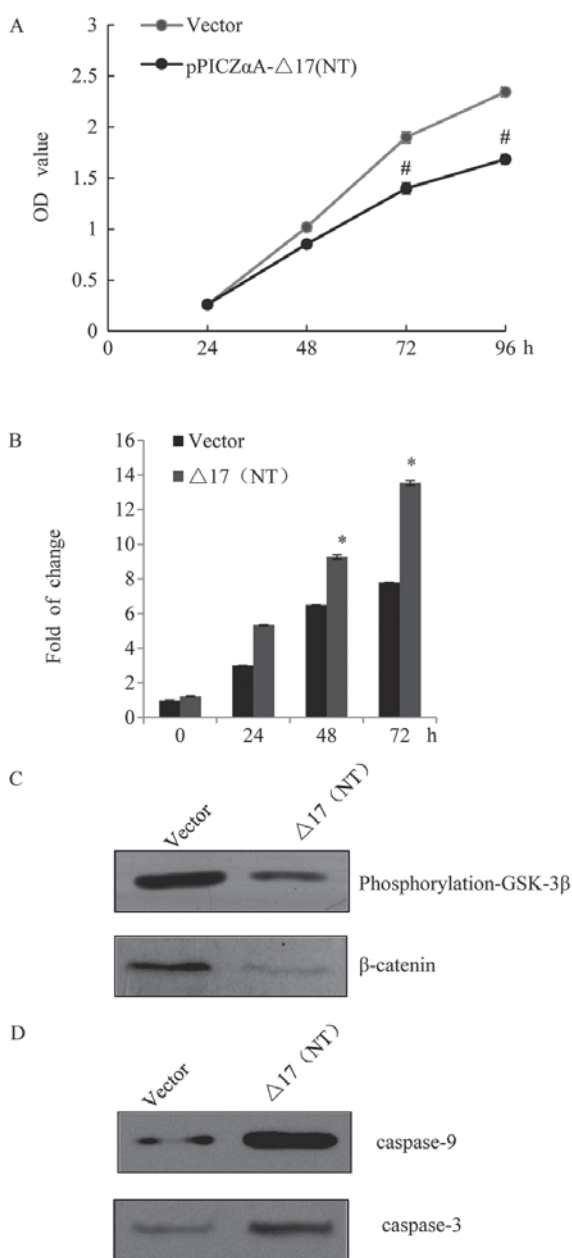 A
Vector
pPICZαA-△17(NT)
3
2.5
2
1.5
1
0.5
0
OD value
#
#
0 24 48 72 96 h
B
Vector
△17（NT）
16
14
12
10
8
6
4
2
0
Fold of change
*
*
0 24 48 72 h
C
Vector
△17（NT）
Phosphorylation-GSK-3β
β-catenin
D
Vector
△17（NT）
caspase-9
caspase-3